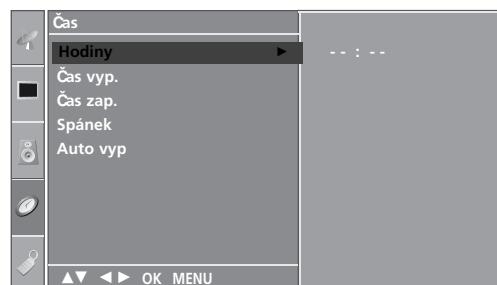 Čas
Hodiny ► -- : --
Čas vyp.
Čas zap.
Spánek
Auto vyp
▲▼ ◄► OK MENU